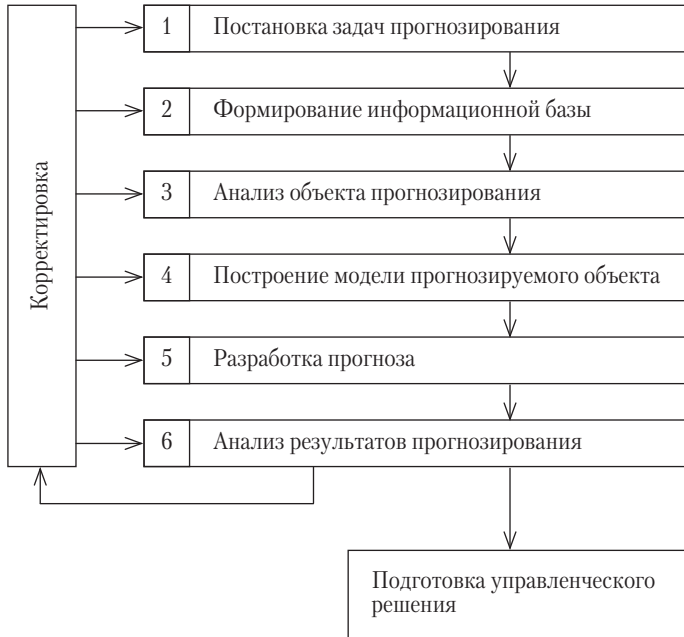 Корректировка
1 Постановка задач прогнозирования
2 Формирование информационной базы
3 Анализ объекта прогнозирования
4 Построение модели прогнозируемого объекта
5 Разработка прогноза
6 Анализ результатов прогнозирования
Подготовка управленческого
решения